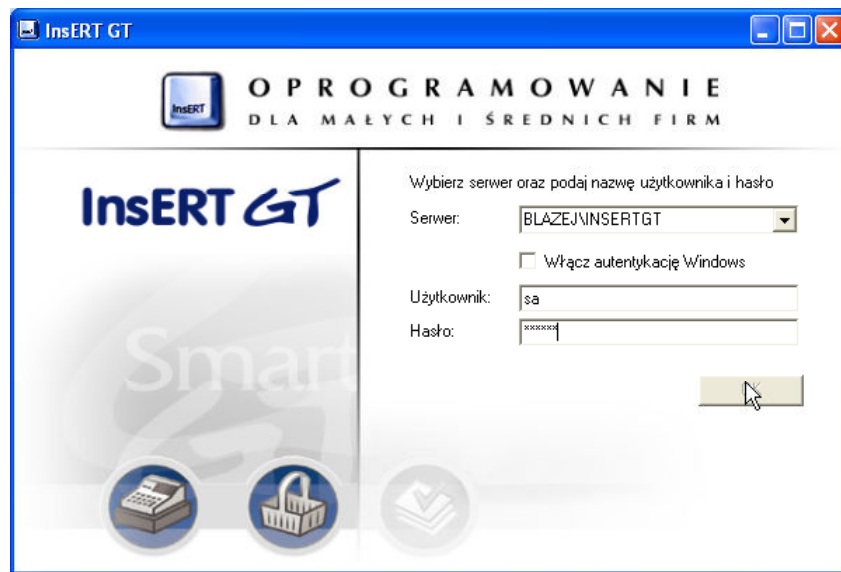 InsERT GT
InsERT
OPROGRAMOWANIE
DLA MAŁYCH I ŚREDNICH FIRM
InsERT GT
Smart
Wybierz serwer oraz podaj nazwę użytkownika i hasło
Serwer: BLAZEJ\INSERTGT
Włącz autentykację Windows
Użytkownik: sa
Hasło: ××××××